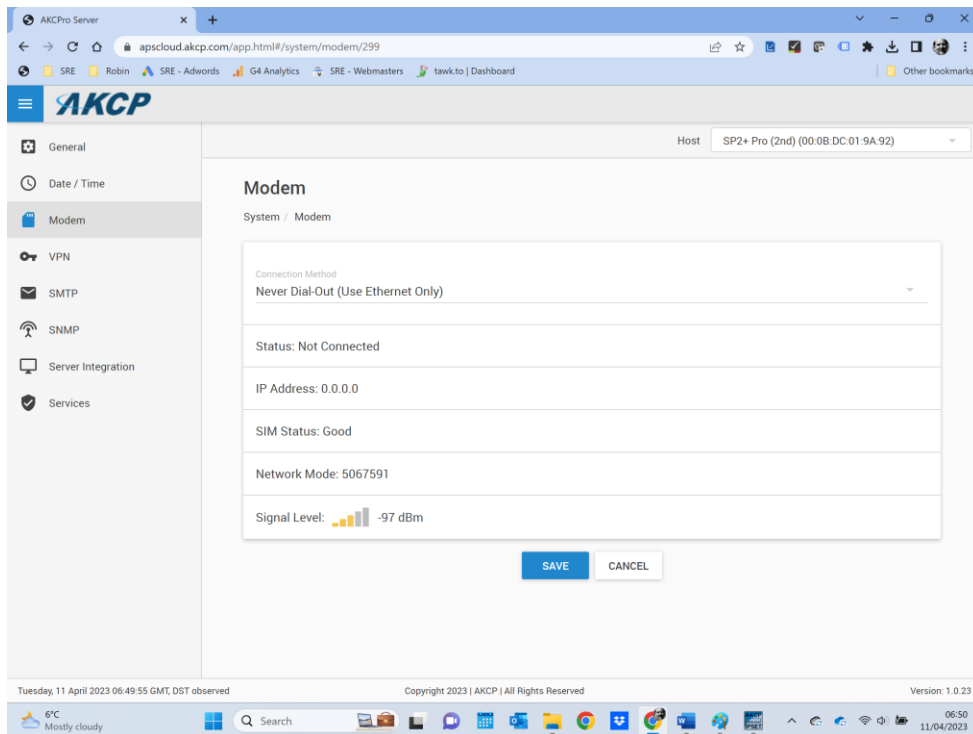 AKCPro Server
apscloud.akcp.com/app.html#/system/modem/299
SRE
Robin
SRE - Adwords
G4 Analytics
SRE - Webmasters
tawk.to | Dashboard
Other bookmarks
AKCP
Host
SP2+ Pro (2nd) (00:0B:DC:01:9A:92)
General
Date / Time
Modem
VPN
SMTP
SNMP
Server Integration
Services
Modem
System / Modem
Connection Method
Never Dial-Out (Use Ethernet Only)
Status: Not Connected
IP Address: 0.0.0.0
SIM Status: Good
Network Mode: 5067591
Signal Level: -97 dBm
SAVE
CANCEL
Tuesday, 11 April 2023 06:49:55 GMT, DST observed
Copyright 2023 | AKCP | All Rights Reserved
Version: 1.0.23
6°C
Mostly cloudy
Search
06:50
11/04/2023